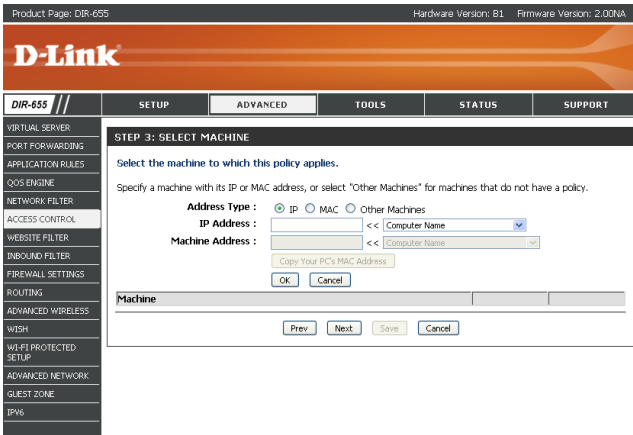 Product Page: DIR-655 Hardware Version: B1 Firmware Version: 2.00NA
D-Link
DIR-655 // SETUP ADVANCED TOOLS STATUS SUPPORT
VIRTUAL SERVER
PORT FORWARDING
APPLICATION RULES
QOS ENGINE
NETWORK FILTER
ACCESS CONTROL
WEBSITE FILTER
INBOUND FILTER
FIREWALL SETTINGS
ROUTING
ADVANCED WIRELESS
WISH
WI-FI PROTECTED
SETUP
ADVANCED NETWORK
GUEST ZONE
IPV6
STEP 3: SELECT MACHINE
Select the machine to which this policy applies.
Specify a machine with its IP or MAC address, or select "Other Machines" for machines that do not have a policy.
Address Type : IP MAC Other Machines
IP Address : << Computer Name
Machine Address : << Computer Name
Copy Your PC's MAC Address
OK Cancel
Machine
Prev Next Save Cancel